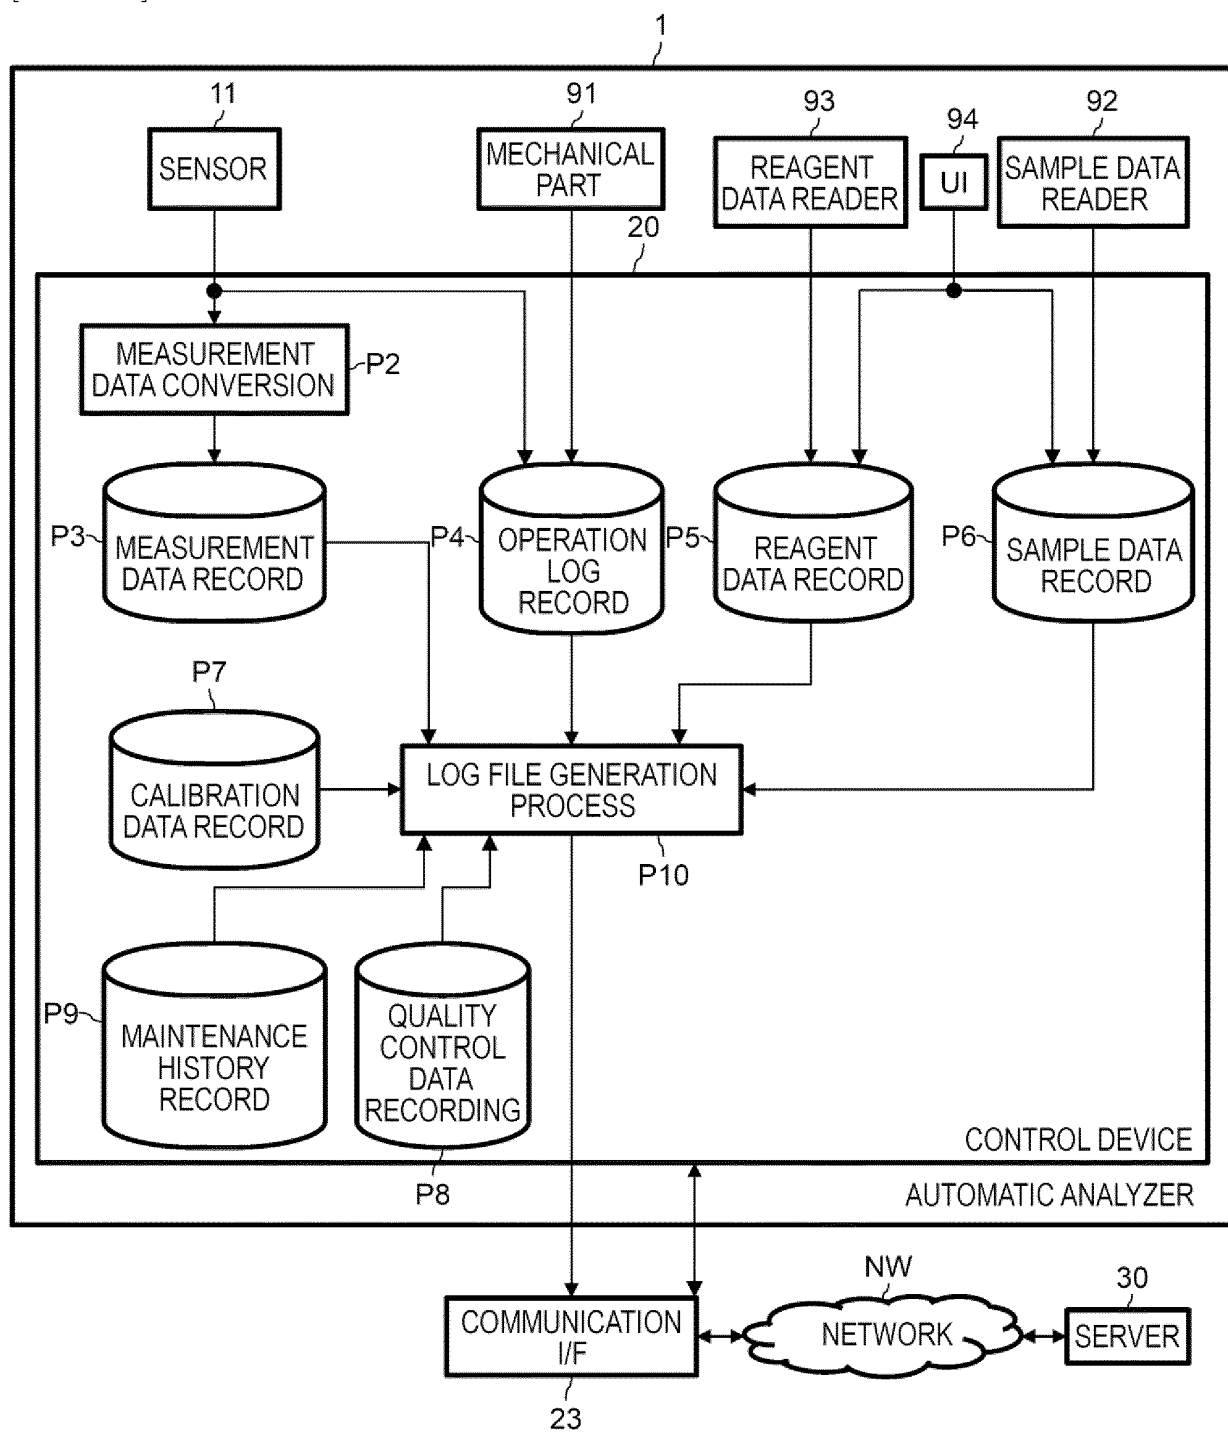 1
11
91
93
94
92
SENSOR
MECHANICAL
PART
REAGENT
DATA READER
UI
SAMPLE DATA
READER
20
MEASUREMENT
DATA CONVERSION
P2
P3
MEASUREMENT
DATA RECORD
P4
OPERATION
LOG
RECORD
P5
REAGENT
DATA RECORD
P6
SAMPLE DATA
RECORD
P7
CALIBRATION
DATA RECORD
LOG FILE GENERATION
PROCESS
P10
P9
MAINTENANCE
HISTORY
RECORD
QUALITY
CONTROL
DATA
RECORDING
P8
CONTROL DEVICE
AUTOMATIC ANALYZER
COMMUNICATION
I/F
23
NW
NETWORK
30
SERVER